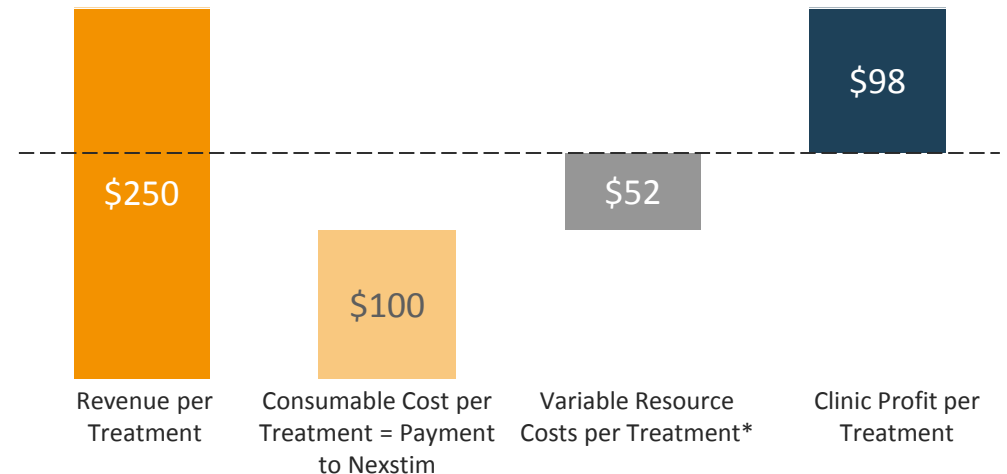 $98
$250
$52
$100
Revenue per
Treatment
Consumable Cost per
Treatment = Payment
to Nexstim
Variable Resource
Costs per Treatment*
Clinic Profit per
Treatment